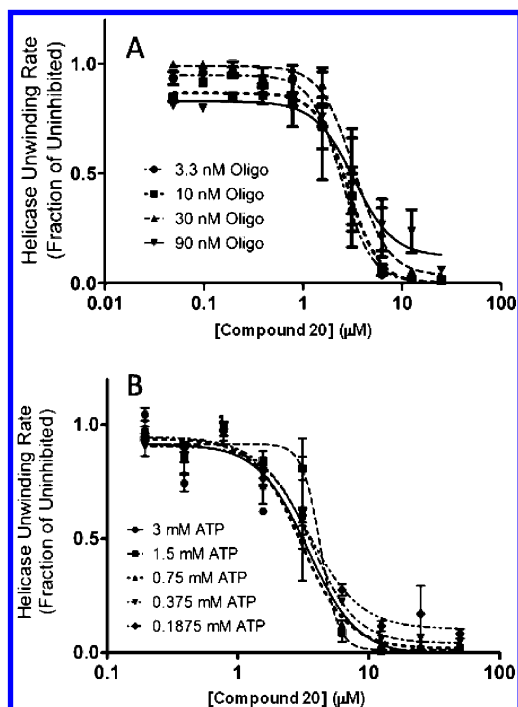 A
Helicase Unwinding Rate
(Fraction of Uninhibited)
1.0
0.5
0.0
3.3 nM Oligo
10 nM Oligo
30 nM Oligo
90 nM Oligo
0.01
0.1
1
10
100
[Compound 20] (µM)
B
Helicase Unwinding Rate
(Fraction of Uninhibited)
1.0
0.5
0.0
3 mM ATP
1.5 mM ATP
0.75 mM ATP
0.375 mM ATP
0.1875 mM ATP
0.1
1
10
100
[Compound 20] (µM)